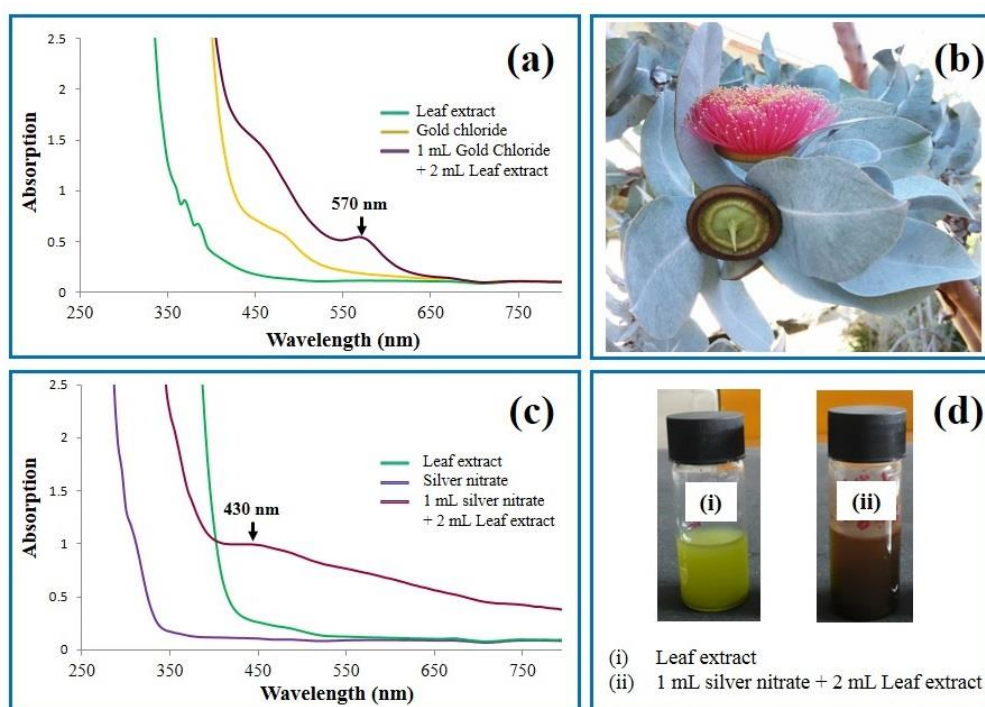 (a)
2.5
2
1.5
1
0.5
0
Absorption
250 350 450 550 650 750
Wavelength (nm)
Leaf extract
Gold chloride
1 mL Gold Chloride
+ 2 mL Leaf extract
570 nm
(b)
(c)
2.5
2
1.5
1
0.5
0
Absorption
250 350 450 550 650 750
Wavelength (nm)
Leaf extract
Silver nitrate
1 mL silver nitrate
+ 2 mL Leaf extract
430 nm
(d)
(i)
(ii)
(i) Leaf extract
(ii) 1 mL silver nitrate + 2 mL Leaf extract